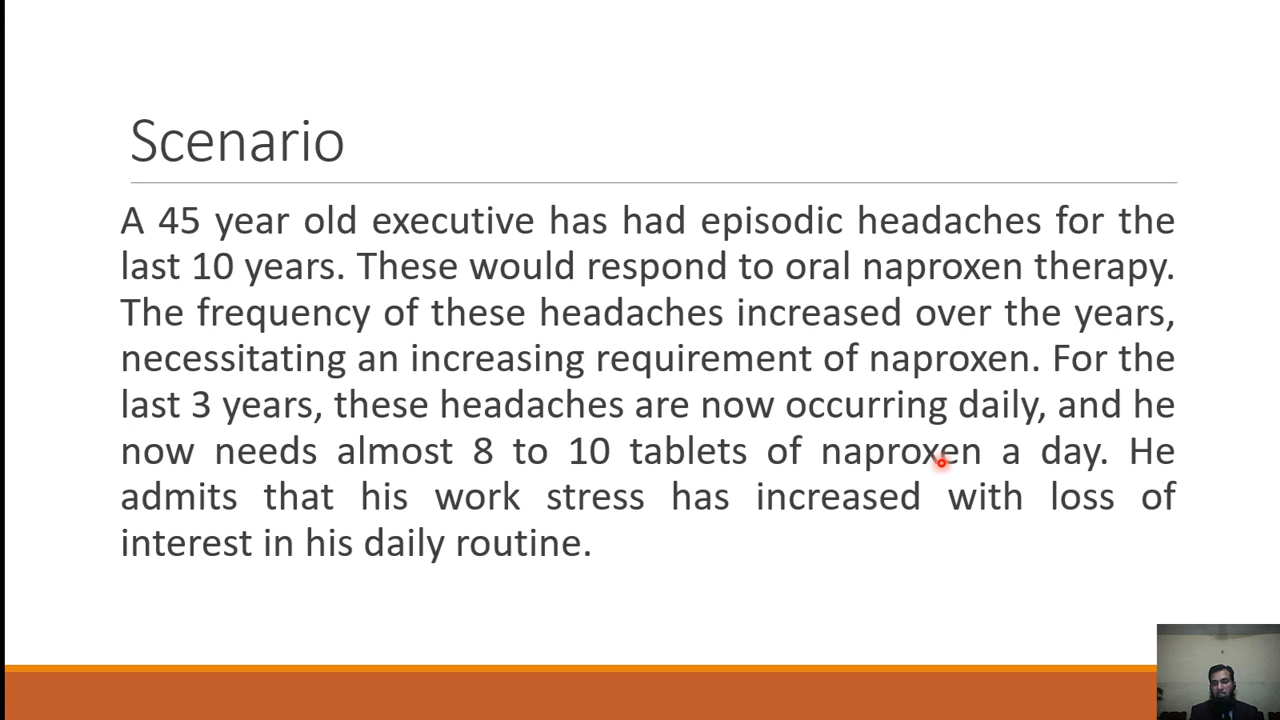 Scenario
A 45 year old executive has had episodic headaches for the
last 10 years. These would respond to oral naproxen therapy.
The frequency of these headaches increased over the years,
necessitating an increasing requirement of naproxen. For the
last 3 years, these headaches are now occurring daily, and he
now needs almost 8 to 10 tablets of naproxen a day. He
admits that his work stress has increased with loss of
interest in his daily routine.